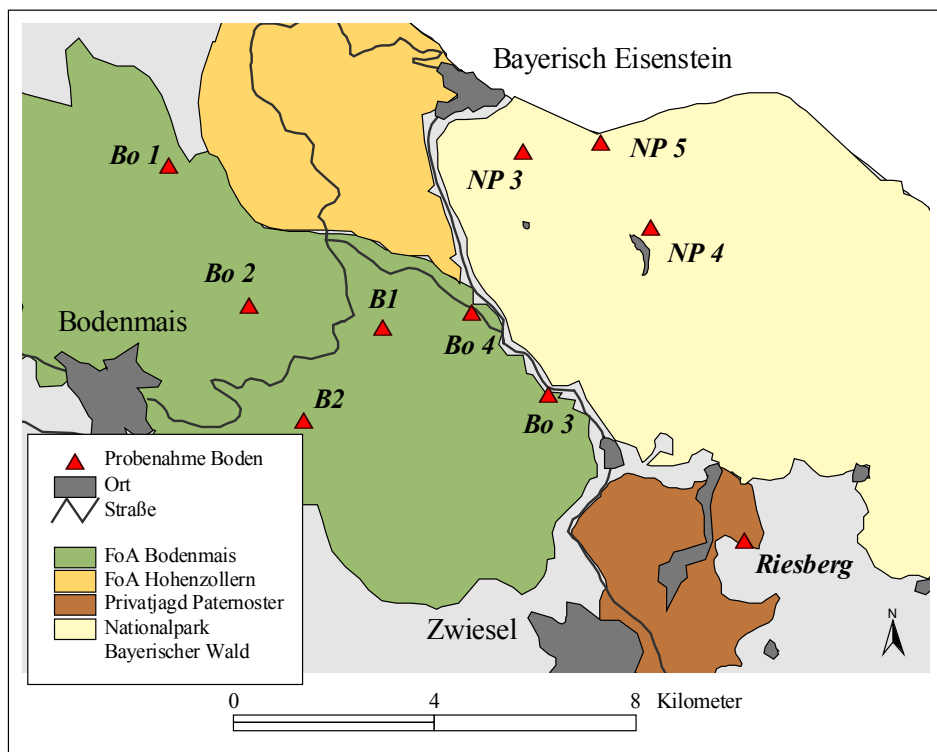 Bayerisch Eisenstein
Bo 1
NP 3
NP 5
NP 4
Bo 2
B1
Bo 4
Bodenmais
B2
Bo 3
Riesberg
Zwiesel
N
Probenahme Boden
Ort
Straße
FoA Bodenmais
FoA Hohenzollern
Privatjagd Paternoster
Nationalpark
Bayerischer Wald
0 4 8 Kilometer